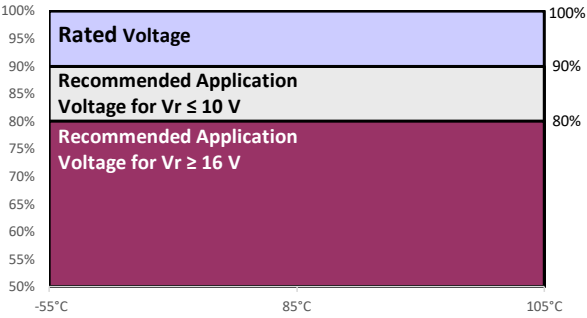 100%
95%
90%
85%
80%
75%
70%
65%
60%
55%
50%
Rated Voltage
Recommended Application
Voltage for Vr ≤ 10 V
Recommended Application
Voltage for Vr ≥ 16 V
100%
90%
80%
-55°C
85°C
105°C